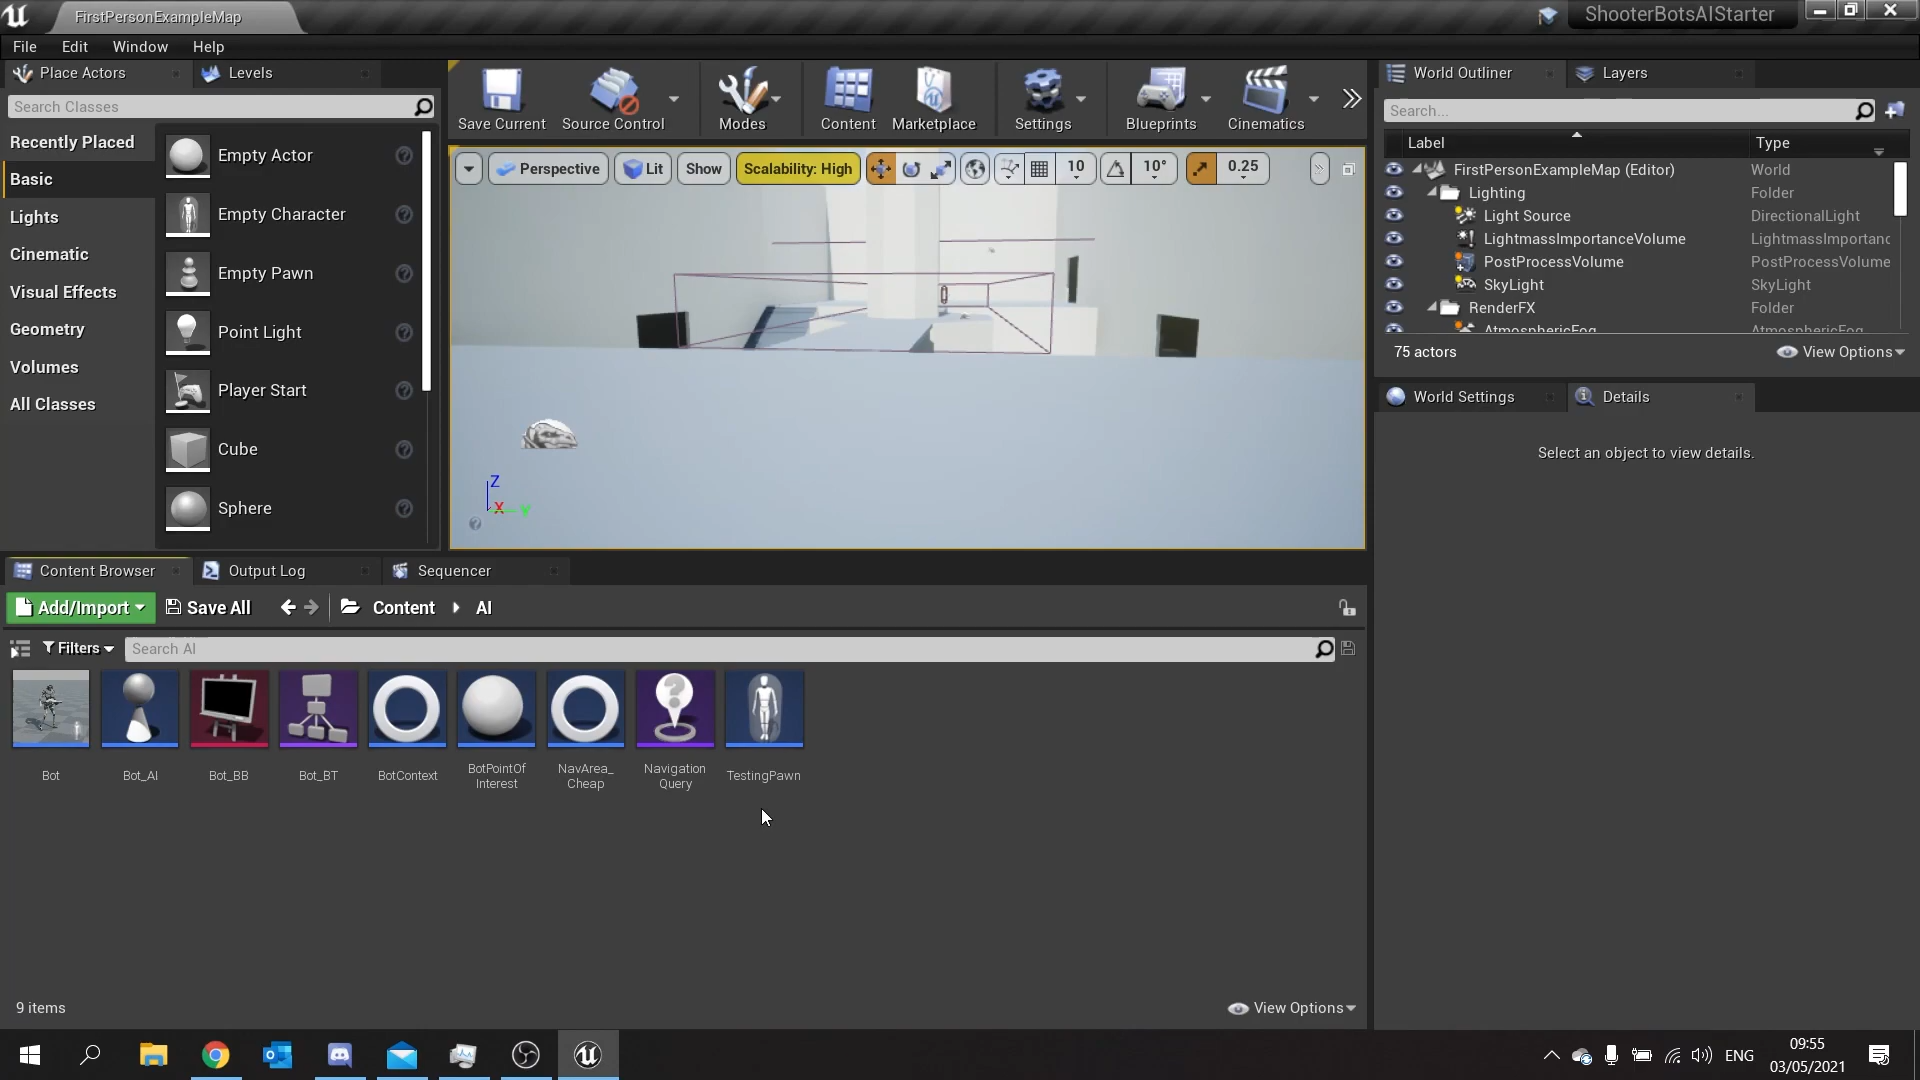 FirstPersonExampleMap
ShooterBotsAIStarter
File Edit Window Help
Place Actors
Levels
Search Classes
Recently Placed
Basic
Lights
Cinematic
Visual Effects
Geometry
Volumes
All Classes
Empty Actor
Empty Character
Empty Pawn
Point Light
Player Start
Cube
Sphere
Save Current
Source Control
Modes
Content
Marketplace
Settings
Blueprints
Cinematics
Perspective
Lit
Show
Scalability: High
10
10°
0.25
Z
X
Y
World Outliner
Layers
Search...
Label Type
FirstPersonExampleMap (Editor) World
Lighting Folder
Light Source DirectionalLight
LightmassImportanceVolume LightmassImportanc
PostProcessVolume PostProcessVolume
SkyLight SkyLight
RenderFX Folder
AtmosphericFog AtmosphericFog
75 actors
View Options
World Settings
Details
Select an object to view details.
Content Browser
Output Log
Sequencer
Add/Import
Save All
Content
AI
Filters
Search AI
Bot
Bot_AI
Bot_BB
Bot_BT
BotContext
BotPointOf
Interest
NavArea_
Cheap
Navigation
Query
TestingPawn
9 items
View Options
ENG
09:55
03/05/2021